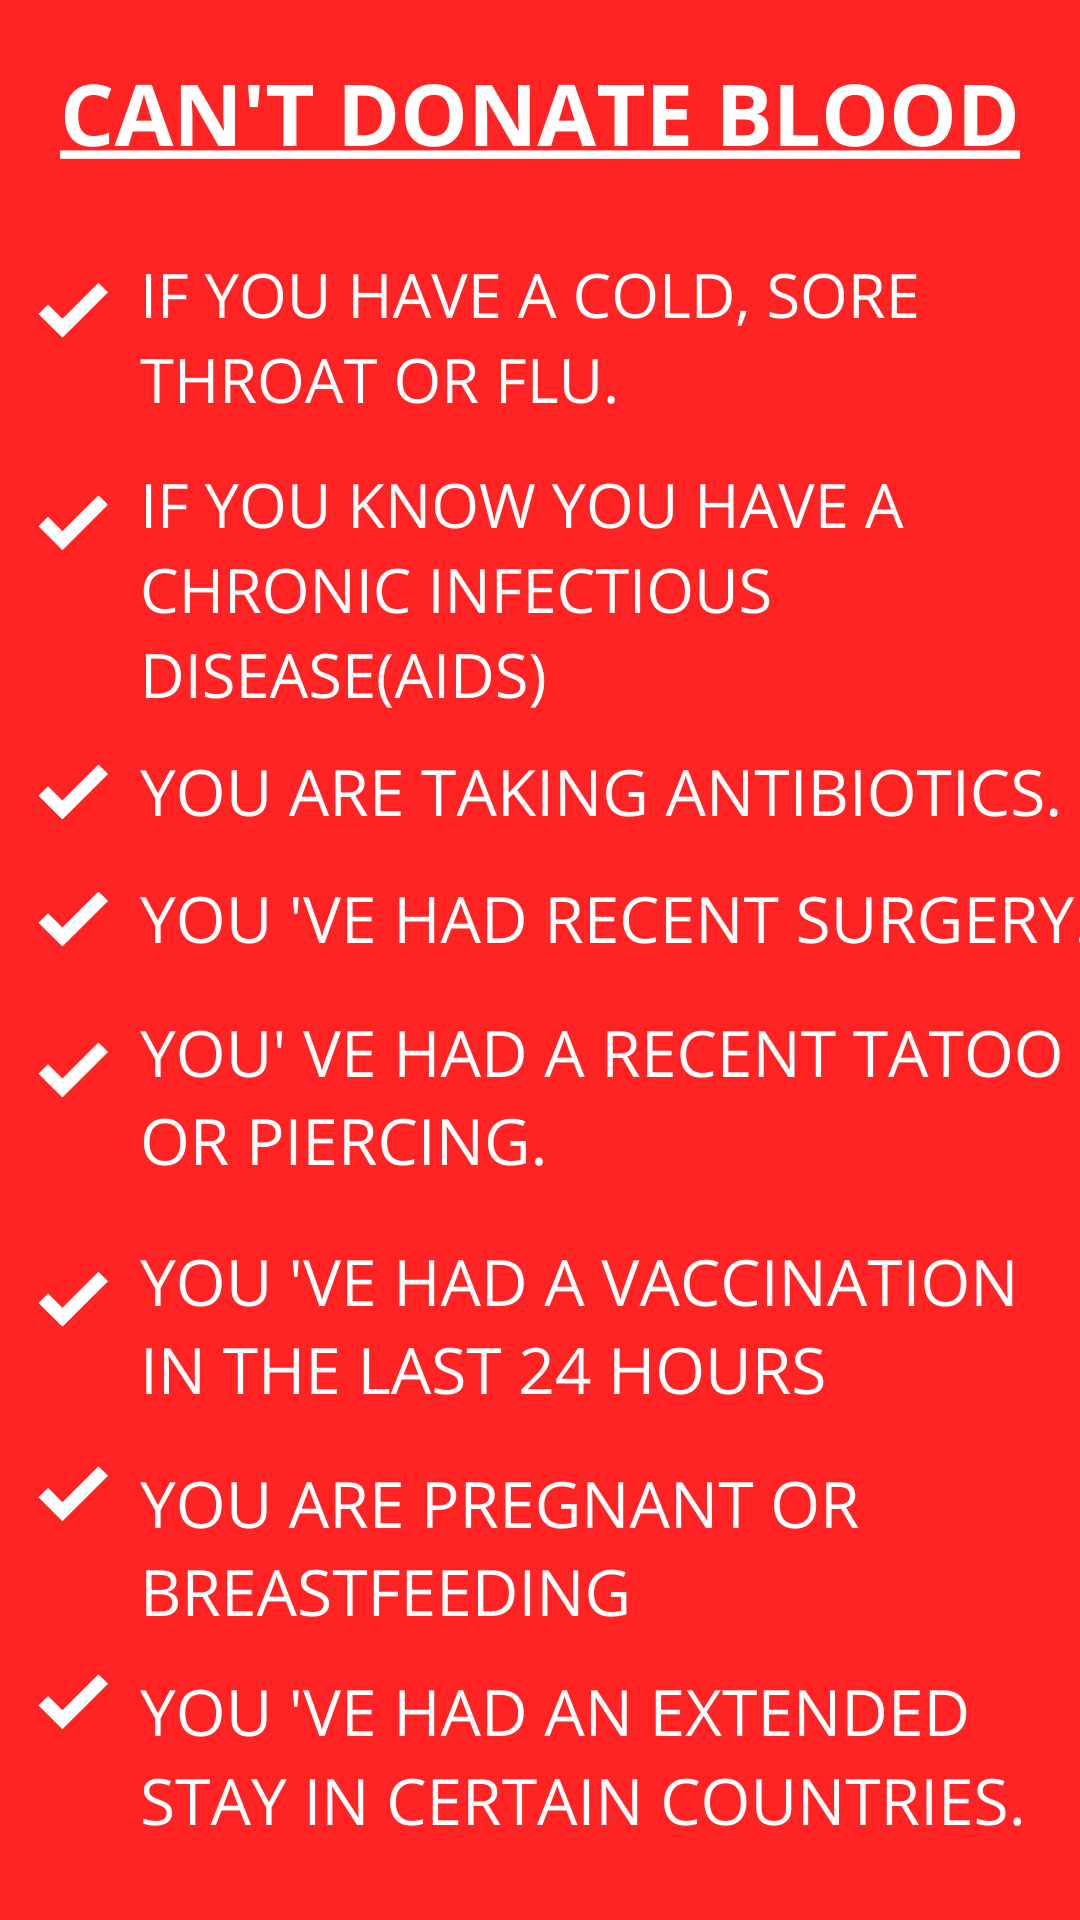 CAN'T DONATE BLOOD
IF YOU HAVE A COLD, SORE
THROAT OR FLU.
IF YOU KNOW YOU HAVE A
CHRONIC INFECTIOUS
DISEASE(AIDS)
YOU ARE TAKING ANTIBIOTICS.
YOU 'VE HAD RECENT SURGERY.
YOU' VE HAD A RECENT TATOO
OR PIERCING.
YOU 'VE HAD A VACCINATION
IN THE LAST 24 HOURS
YOU ARE PREGNANT OR
BREASTFEEDING
YOU 'VE HAD AN EXTENDED
STAY IN CERTAIN COUNTRIES.